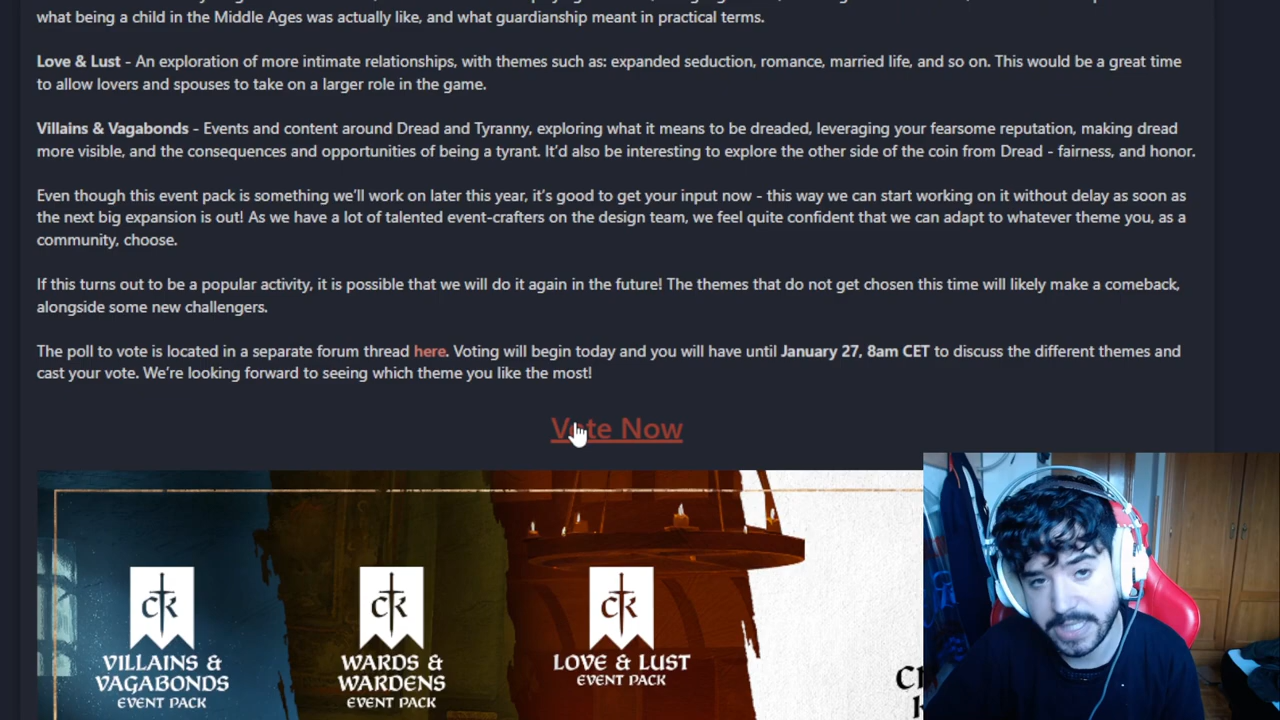 what being a child in the Middle Ages was actually like, and what guardianship meant in practical terms.
Love & Lust - An exploration of more intimate relationships, with themes such as: expanded seduction, romance, married life, and so on. This would be a great time
to allow lovers and spouses to take on a larger role in the game.
Villains & Vagabonds - Events and content around Dread and Tyranny, exploring what it means to be dreaded, leveraging your fearsome reputation, making dread
more visible, and the consequences and opportunities of being a tyrant. It'd also be interesting to explore the other side of the coin from Dread - fairness, and honor.
Even though this event pack is something we'll work on later this year, it's good to get your input now - this way we can start working on it without delay as soon as
the next big expansion is out! As we have a lot of talented event-crafters on the design team, we feel quite confident that we can adapt to whatever theme you, as a
community, choose.
If this turns out to be a popular activity, it is possible that we will do it again in the future! The themes that do not get chosen this time will likely make a comeback,
alongside some new challengers.
The poll to vote is located in a separate forum thread here. Voting will begin today and you will have until January 27, 8am CET to discuss the different themes and
cast your vote. We're looking forward to seeing which theme you like the most!
Vote Now
CK
VILLAINS &
VAGABONDS
EVENT PACK
CK
WARDS &
WARDENS
EVENT PACK
CK
LOVE & LUST
EVENT PACK